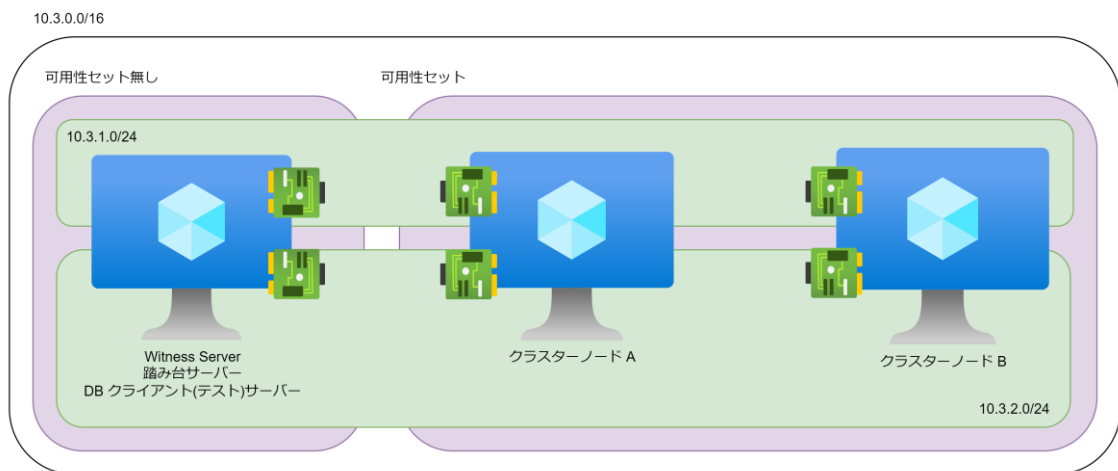 10.3.0.0/16
可用性セット無し
可用性セット
10.3.1.0/24
Witness Server
踏み台サーバー
DB クライアント(テスト)サーバー
クラスターノード A
クラスターノード B
10.3.2.0/24